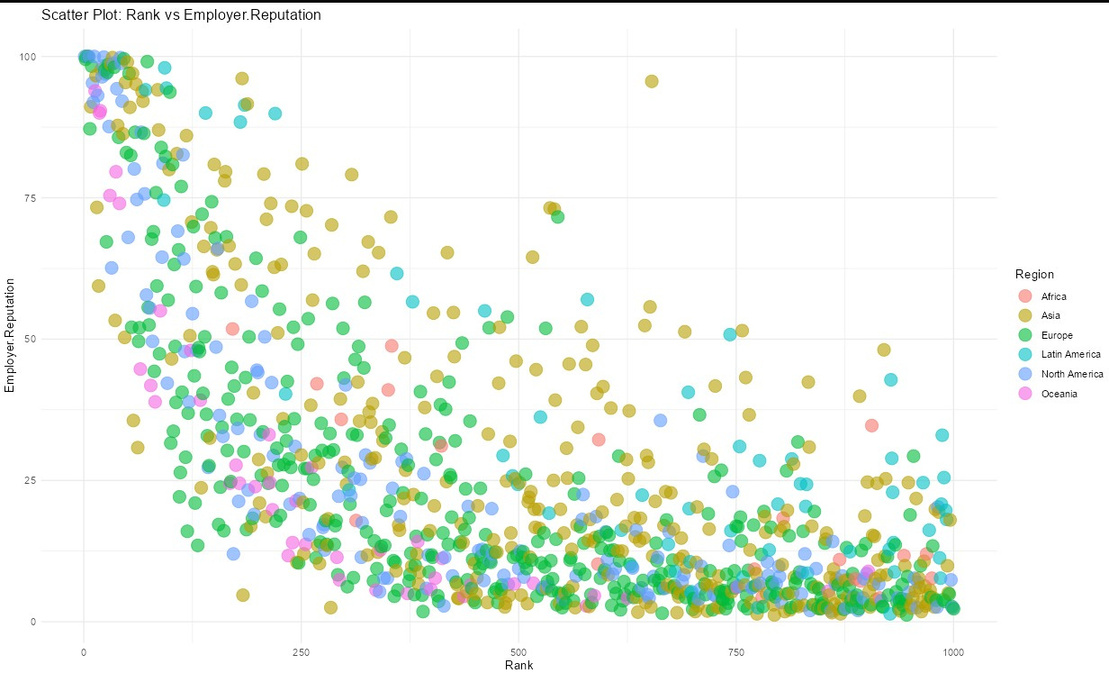 Scatter Plot: Rank vs Employer.Reputation
100
75
50
25
0
Employer.Reputation
0 250 500 750 1000
Rank
Region
Africa
Asia
Europe
Latin America
North America
Oceania